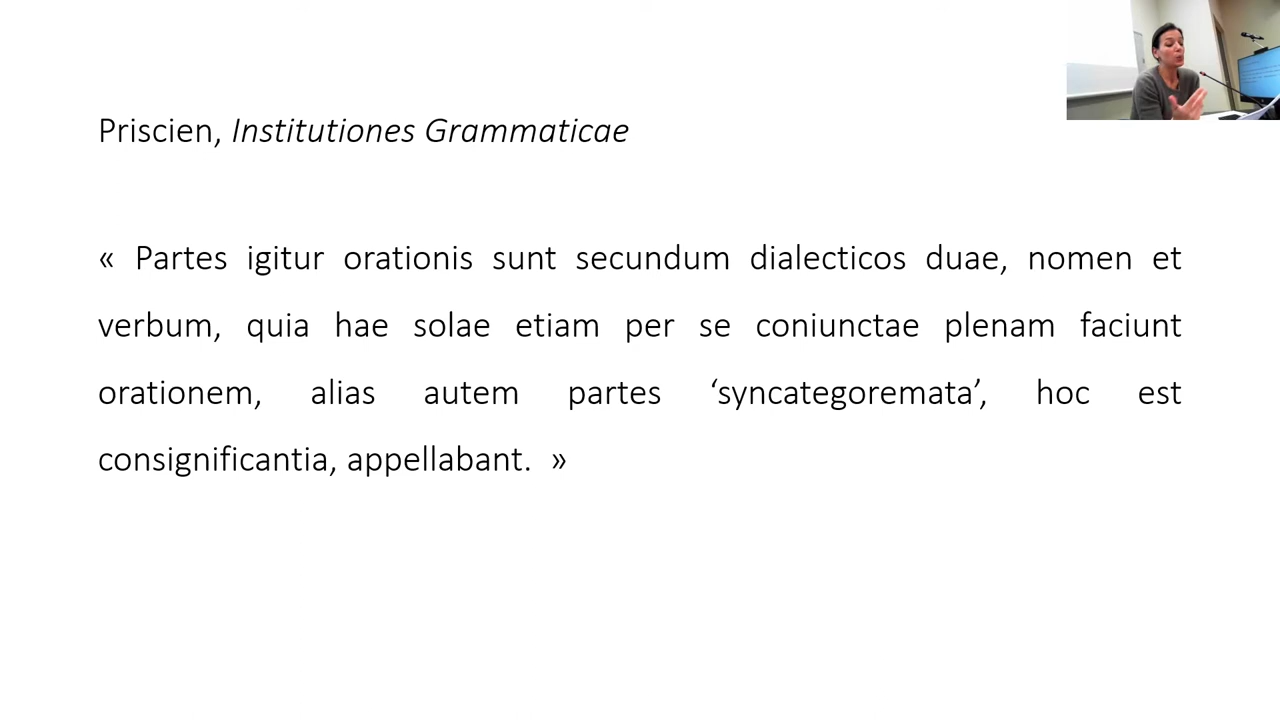 Priscien, Institutiones Grammaticae
« Partes igitur orationis sunt secundum dialecticos duae, nomen et
verbum, quia hae solae etiam per se coniunctae plenam faciunt
orationem, alias autem partes ‘syncategoremata’, hoc est
consignificantia, appellabant. »